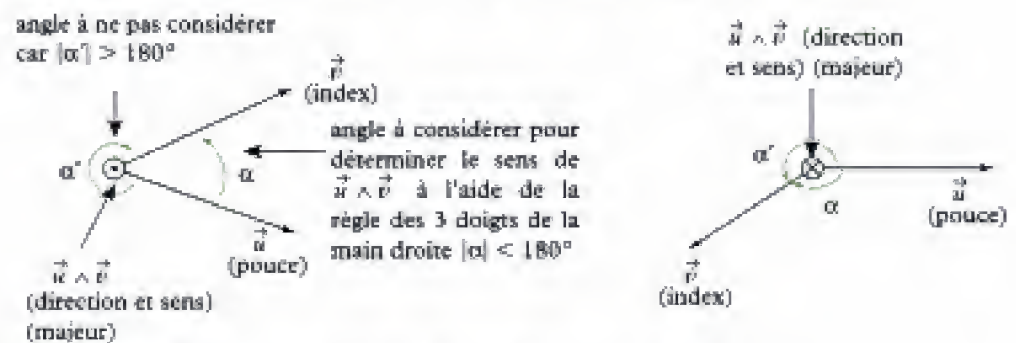 angle à ne pas considérer
car |α'| > 180°
v⃗
(index)
angle à considérer pour
déterminer le sens de
u⃗ ∧ v⃗ à l'aide de la
règle des 3 doigts de la
main droite |α| < 180°
α'
α
u⃗
(pouce)
u⃗ ∧ v⃗
(direction et sens)
(majeur)
u⃗ ∧ v⃗ (direction
et sens) (majeur)
α'
α
u⃗
(pouce)
v⃗
(index)